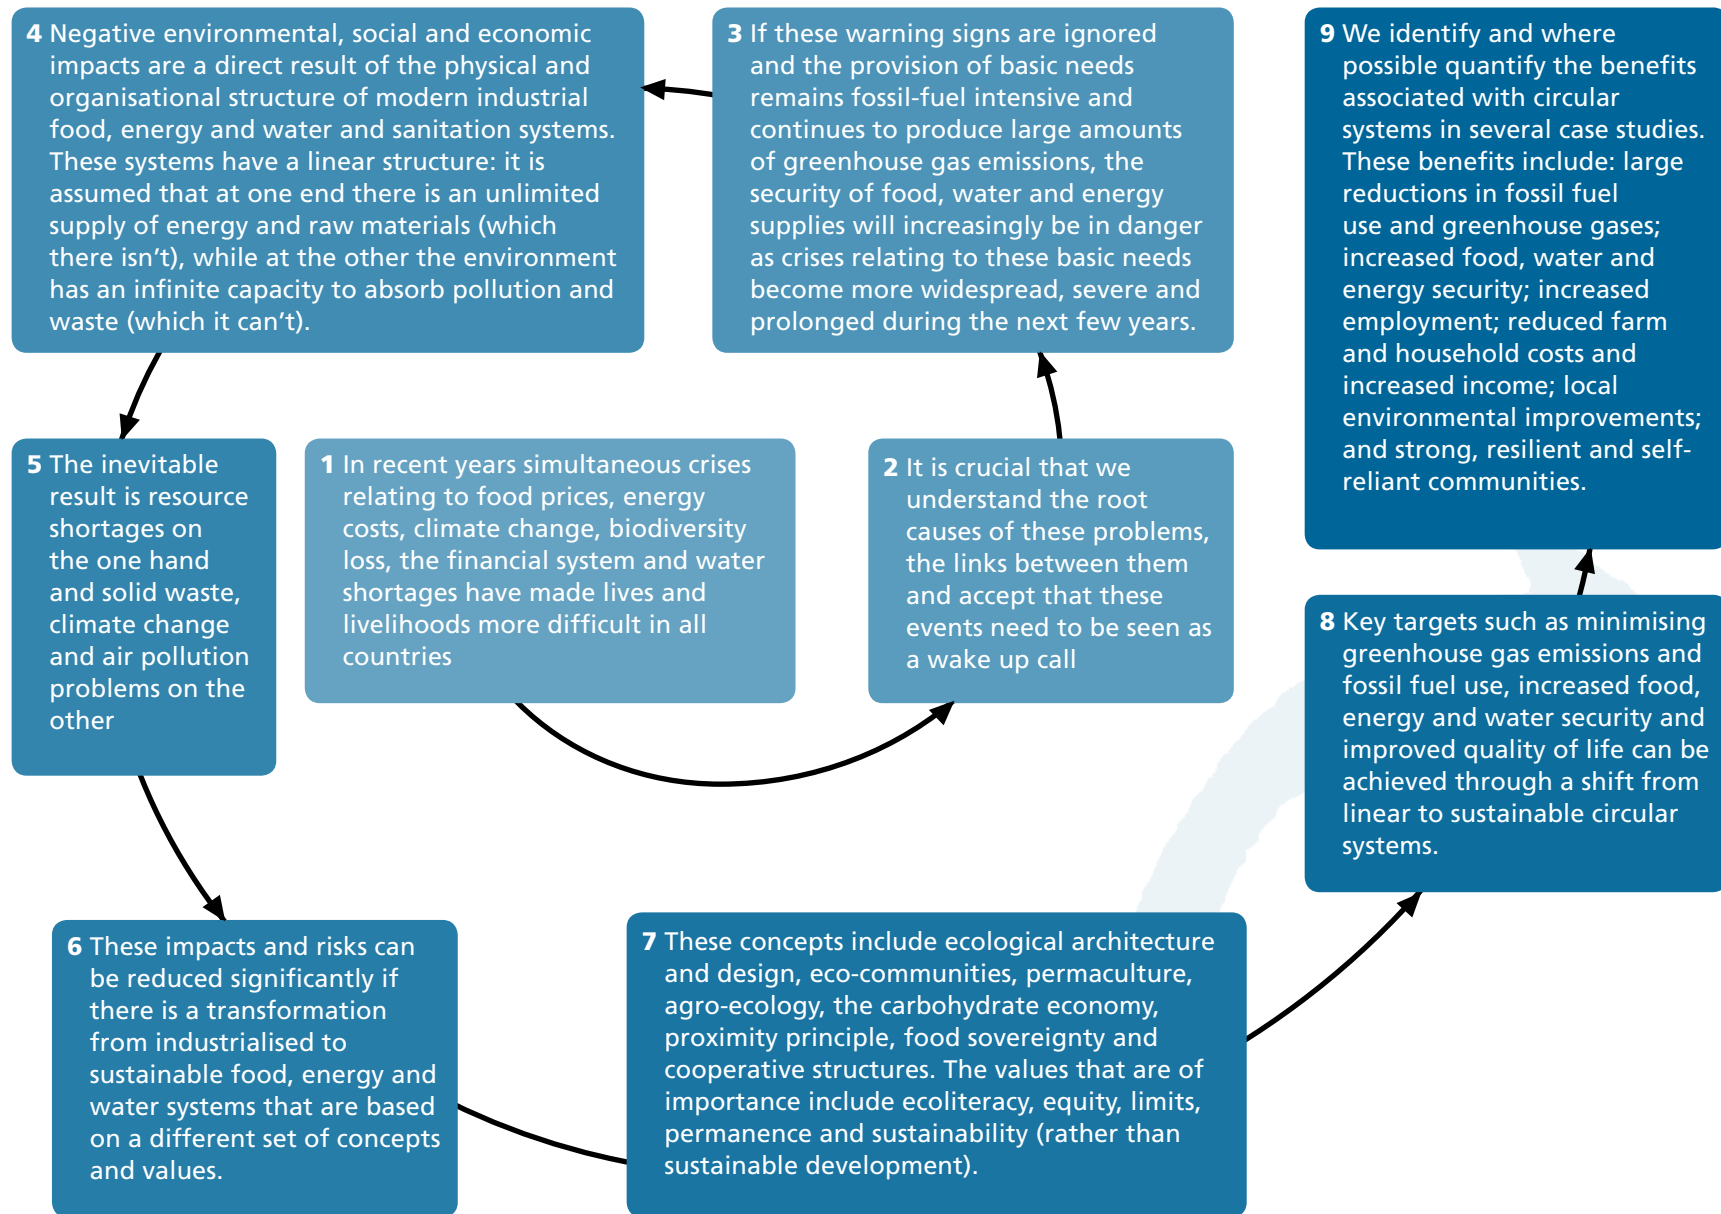 1 In recent years simultaneous crises
relating to food prices, energy
costs, climate change, biodiversity
loss, the financial system and water
shortages have made lives and
livelihoods more difficult in all
countries
2 It is crucial that we
understand the root
causes of these problems,
the links between them
and accept that these
events need to be seen as
a wake up call
3 If these warning signs are ignored
and the provision of basic needs
remains fossil-fuel intensive and
continues to produce large amounts
of greenhouse gas emissions, the
security of food, water and energy
supplies will increasingly be in danger
as crises relating to these basic needs
become more widespread, severe and
prolonged during the next few years.
4 Negative environmental, social and economic
impacts are a direct result of the physical and
organisational structure of modern industrial
food, energy and water and sanitation systems.
These systems have a linear structure: it is
assumed that at one end there is an unlimited
supply of energy and raw materials (which
there isn’t), while at the other the environment
has an infinite capacity to absorb pollution and
waste (which it can’t).
5 The inevitable
result is resource
shortages on
the one hand
and solid waste,
climate change
and air pollution
problems on the
other
6 These impacts and risks can
be reduced significantly if
there is a transformation
from industrialised to
sustainable food, energy and
water systems that are based
on a different set of concepts
and values.
7 These concepts include ecological architecture
and design, eco-communities, permaculture,
agro-ecology, the carbohydrate economy,
proximity principle, food sovereignty and
cooperative structures. The values that are of
importance include ecoliteracy, equity, limits,
permanence and sustainability (rather than
sustainable development).
8 Key targets such as minimising
greenhouse gas emissions and
fossil fuel use, increased food,
energy and water security and
improved quality of life can be
achieved through a shift from
linear to sustainable circular
systems.
9 We identify and where
possible quantify the benefits
associated with circular
systems in several case studies.
These benefits include: large
reductions in fossil fuel
use and greenhouse gases;
increased food, water and
energy security; increased
employment; reduced farm
and household costs and
increased income; local
environmental improvements;
and strong, resilient and self-
reliant communities.